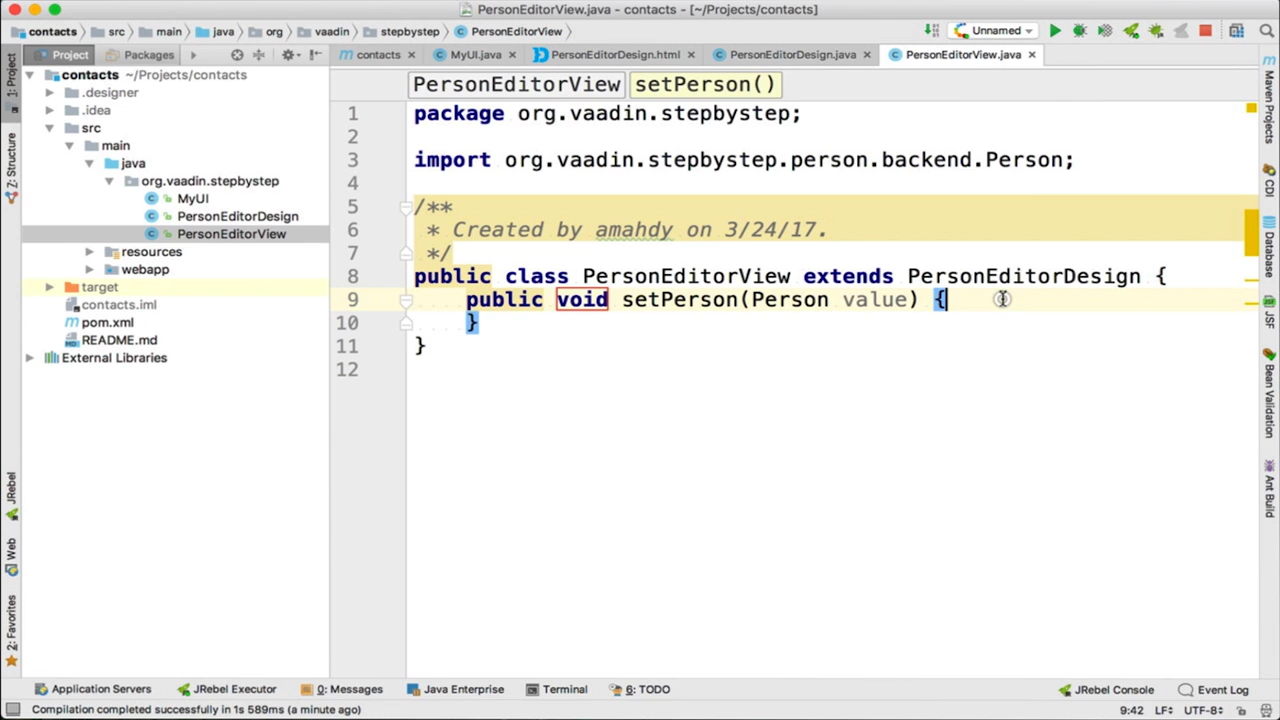 PersonEditorView.java - contacts - [~/Projects/contacts]
contacts src main java org vaadin stepbystep PersonEditorView Unnamed
Project Packages contacts MyUI.java PersonEditorDesign.html PersonEditorDesign.java PersonEditorView.java
PersonEditorView setPerson()
contacts ~/Projects/contacts
.designer
.idea
src
main
java
org.vaadin.stepbystep
MyUI
PersonEditorDesign
PersonEditorView
resources
webapp
target
contacts.iml
pom.xml
README.md
External Libraries
1 package org.vaadin.stepbystep;
2
3 import org.vaadin.stepbystep.person.backend.Person;
4
5 /**
6 * Created by amahdy on 3/24/17.
7 */
8 public class PersonEditorView extends PersonEditorDesign {
9 public void setPerson(Person value) {
10 }
11 }
12
1: Project
Z: Structure
JRebel
Web
2: Favorites
Maven Projects
CDI
Database
JSF
Bean Validation
Ant Build
Application Servers JRebel Executor 0: Messages Java Enterprise Terminal 6: TODO JRebel Console Event Log
Compilation completed successfully in 1s 589ms (a minute ago) 9:42 LF÷ UTF-8÷